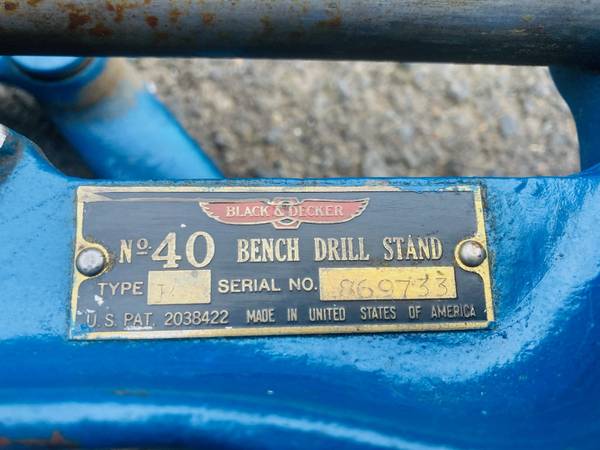 BLACK & DECKER
No. 40 BENCH DRILL STAND
TYPE SERIAL NO. 869733
U.S. PAT. 2038422 MADE IN UNITED STATES OF AMERICA